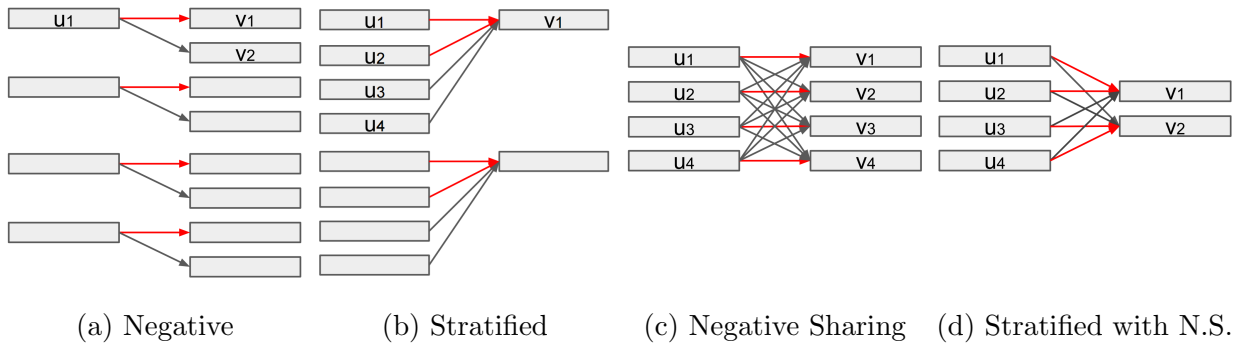 u1 v1
v2
u1 v1
u2
u3
u4
u1 v1
u2 v2
u3 v3
u4 v4
u1
u2 v1
u3 v2
u4
(a) Negative
(b) Stratified
(c) Negative Sharing
(d) Stratified with N.S.